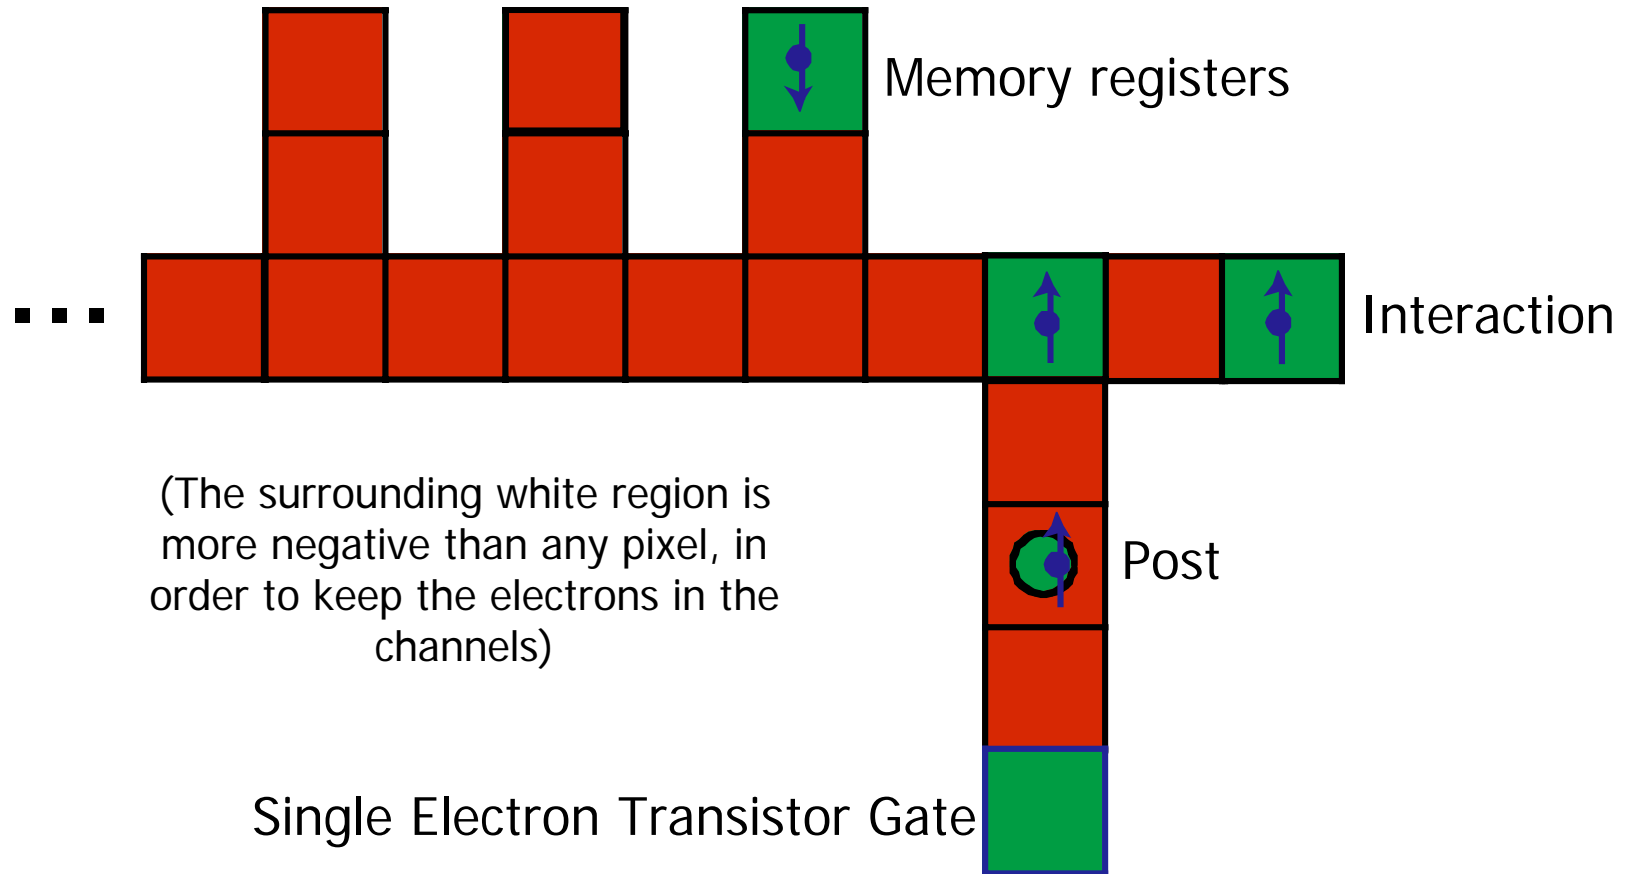 Memory registers
Interaction
(The surrounding white region is
more negative than any pixel, in
order to keep the electrons in the
channels)
Post
Single Electron Transistor Gate